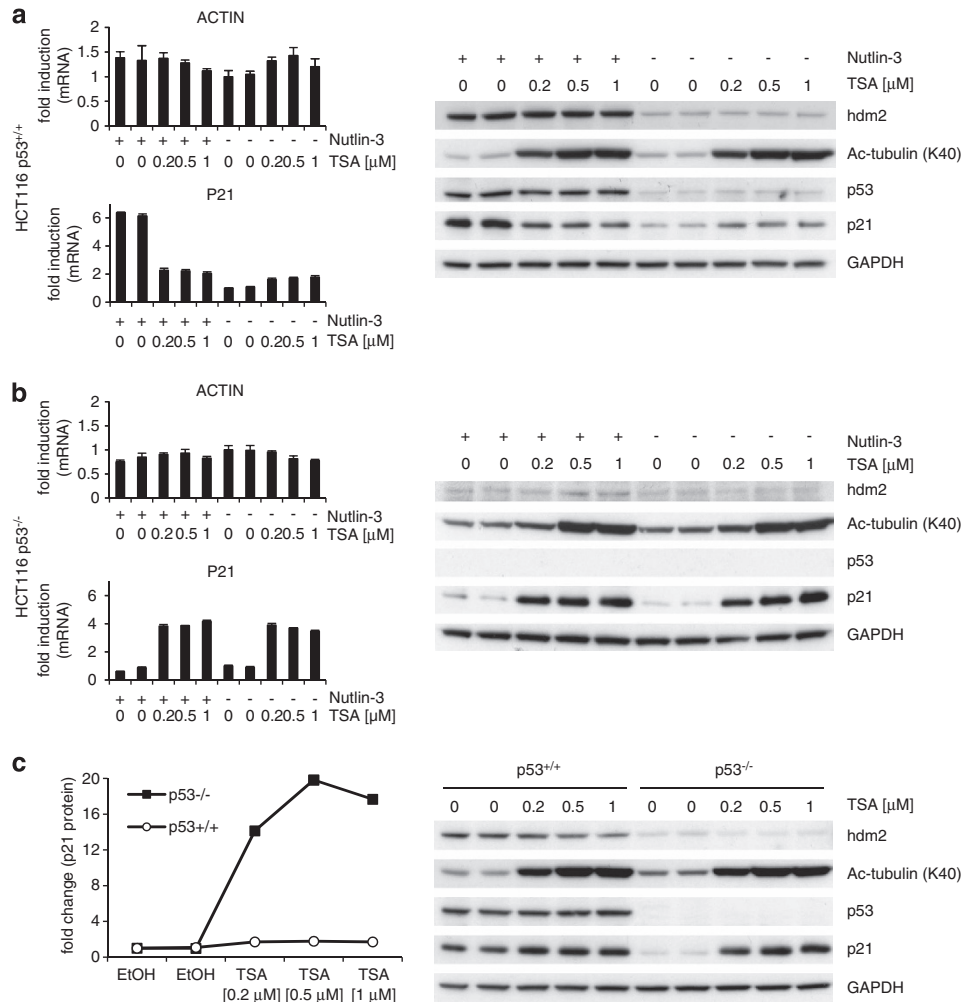 a
ACTIN
fold induction (mRNA)
2
1.5
1
0.5
0
+ + + + + - - - - - Nutlin-3
0 0 0.2 0.5 1 0 0 0.2 0.5 1 TSA [µM]
HCT116 p53+/+
P21
fold induction (mRNA)
6
4
2
0
+ + + + + - - - - - Nutlin-3
0 0 0.2 0.5 1 0 0 0.2 0.5 1 TSA [µM]
Nutlin-3 + + + + + - - - - -
TSA [µM] 0 0 0.2 0.5 1 0 0 0.2 0.5 1
hdm2
Ac-tubulin (K40)
p53
p21
GAPDH
b
ACTIN
fold induction (mRNA)
2
1.5
1
0.5
0
+ + + + + - - - - - Nutlin-3
0 0 0.2 0.5 1 0 0 0.2 0.5 1 TSA [µM]
HCT116 p53-/-
P21
fold induction (mRNA)
6
4
2
0
+ + + + + - - - - - Nutlin-3
0 0 0.2 0.5 1 0 0 0.2 0.5 1 TSA [µM]
+ + + + + - - - - - Nutlin-3
0 0 0.2 0.5 1 0 0 0.2 0.5 1 TSA [µM]
hdm2
Ac-tubulin (K40)
p53
p21
GAPDH
c
fold change (p21 protein)
20
16
12
8
4
0
p53-/-
p53+/+
EtOH EtOH TSA TSA TSA
[0.2 µM] [0.5 µM] [1 µM]
p53+/+ p53-/-
0 0 0.2 0.5 1 0 0 0.2 0.5 1 TSA [µM]
hdm2
Ac-tubulin (K40)
p53
p21
GAPDH